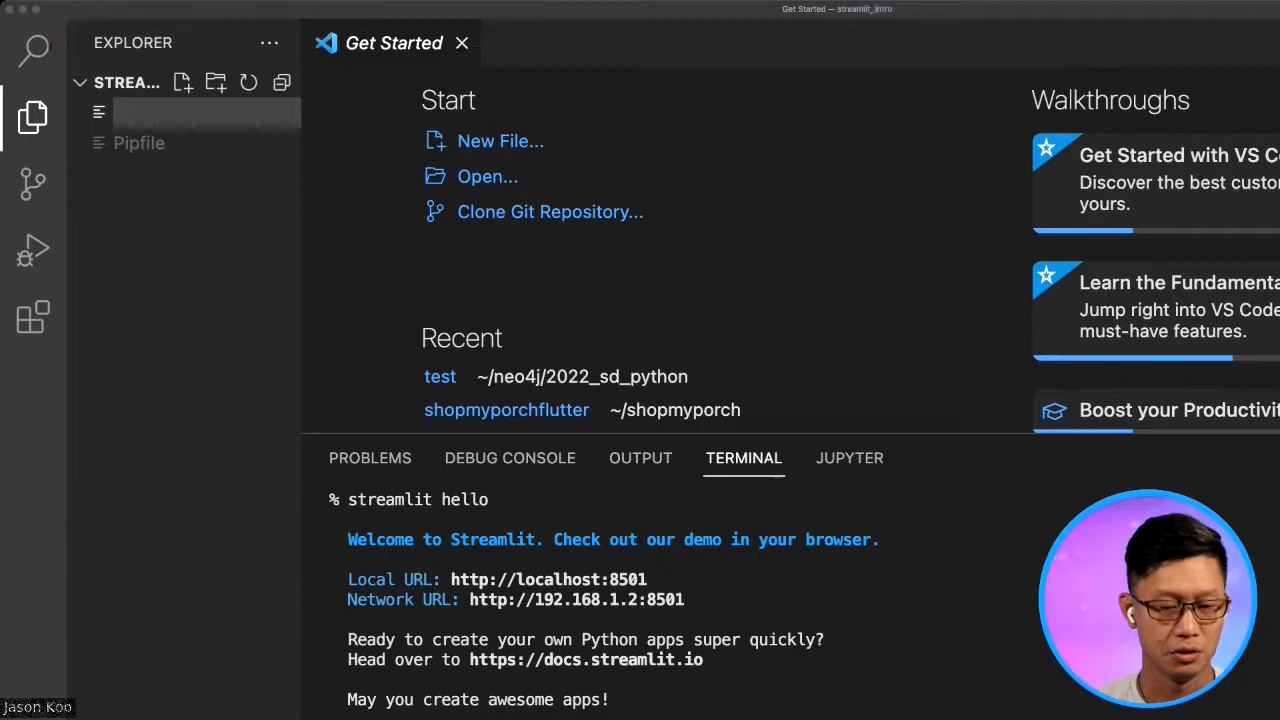 Get Started — streamlit_intro
EXPLORER
Get Started
STREA...
Pipfile
Start
New File...
Open...
Clone Git Repository...
Recent
test ~/neo4j/2022_sd_python
shopmyporchflutter ~/shopmyporch
Walkthroughs
Get Started with VS Co
Discover the best custo
yours.
Learn the Fundamenta
Jump right into VS Code
must-have features.
Boost your Productivit
PROBLEMS DEBUG CONSOLE OUTPUT TERMINAL JUPYTER
% streamlit hello
Welcome to Streamlit. Check out our demo in your browser.
Local URL: http://localhost:8501
Network URL: http://192.168.1.2:8501
Ready to create your own Python apps super quickly?
Head over to https://docs.streamlit.io
May you create awesome apps!
Jason Koo